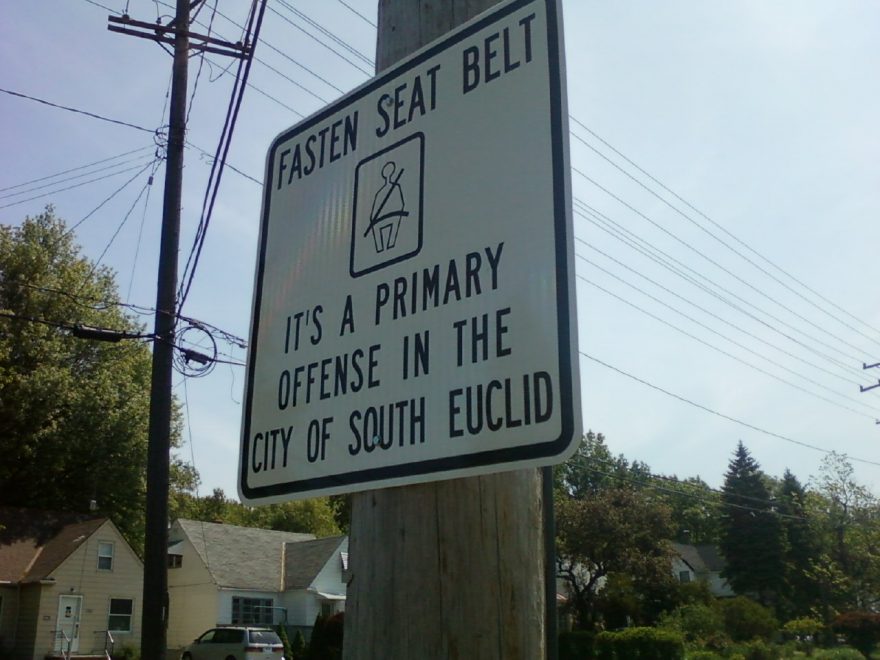 FASTEN SEAT BELT
IT'S A PRIMARY
OFFENSE IN THE
CITY OF SOUTH EUCLID